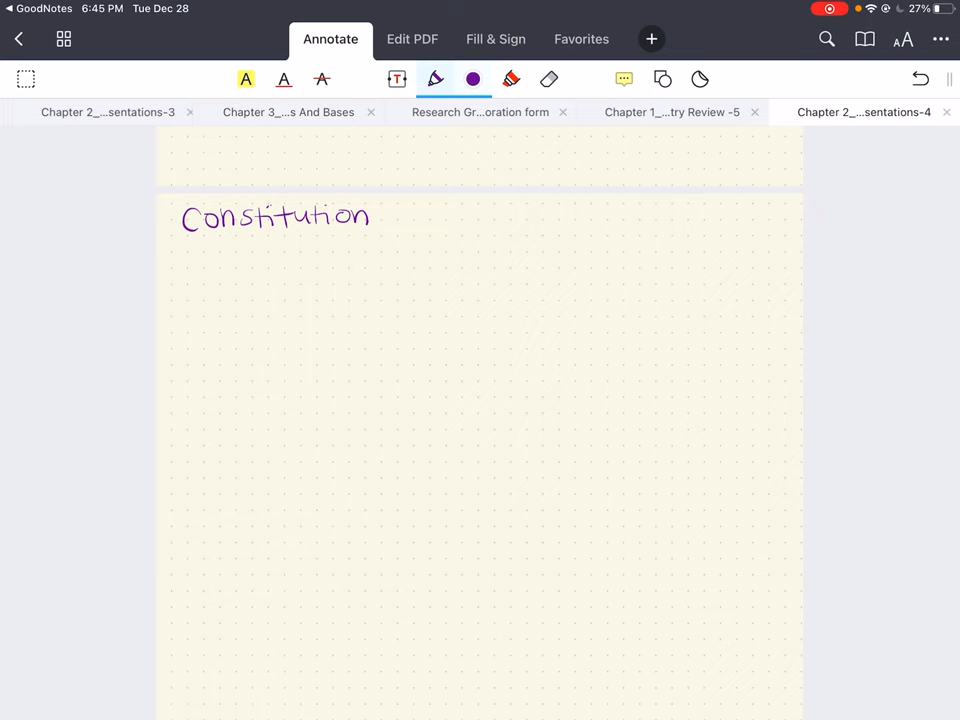 GoodNotes 6:45 PM Tue Dec 28 27%
Annotate Edit PDF Fill & Sign Favorites
A A A T AA
Chapter 2_...sentations-3 Chapter 3_...s And Bases Research Gr...oration form Chapter 1_...try Review -5 Chapter 2_...sentations-4
Constitution